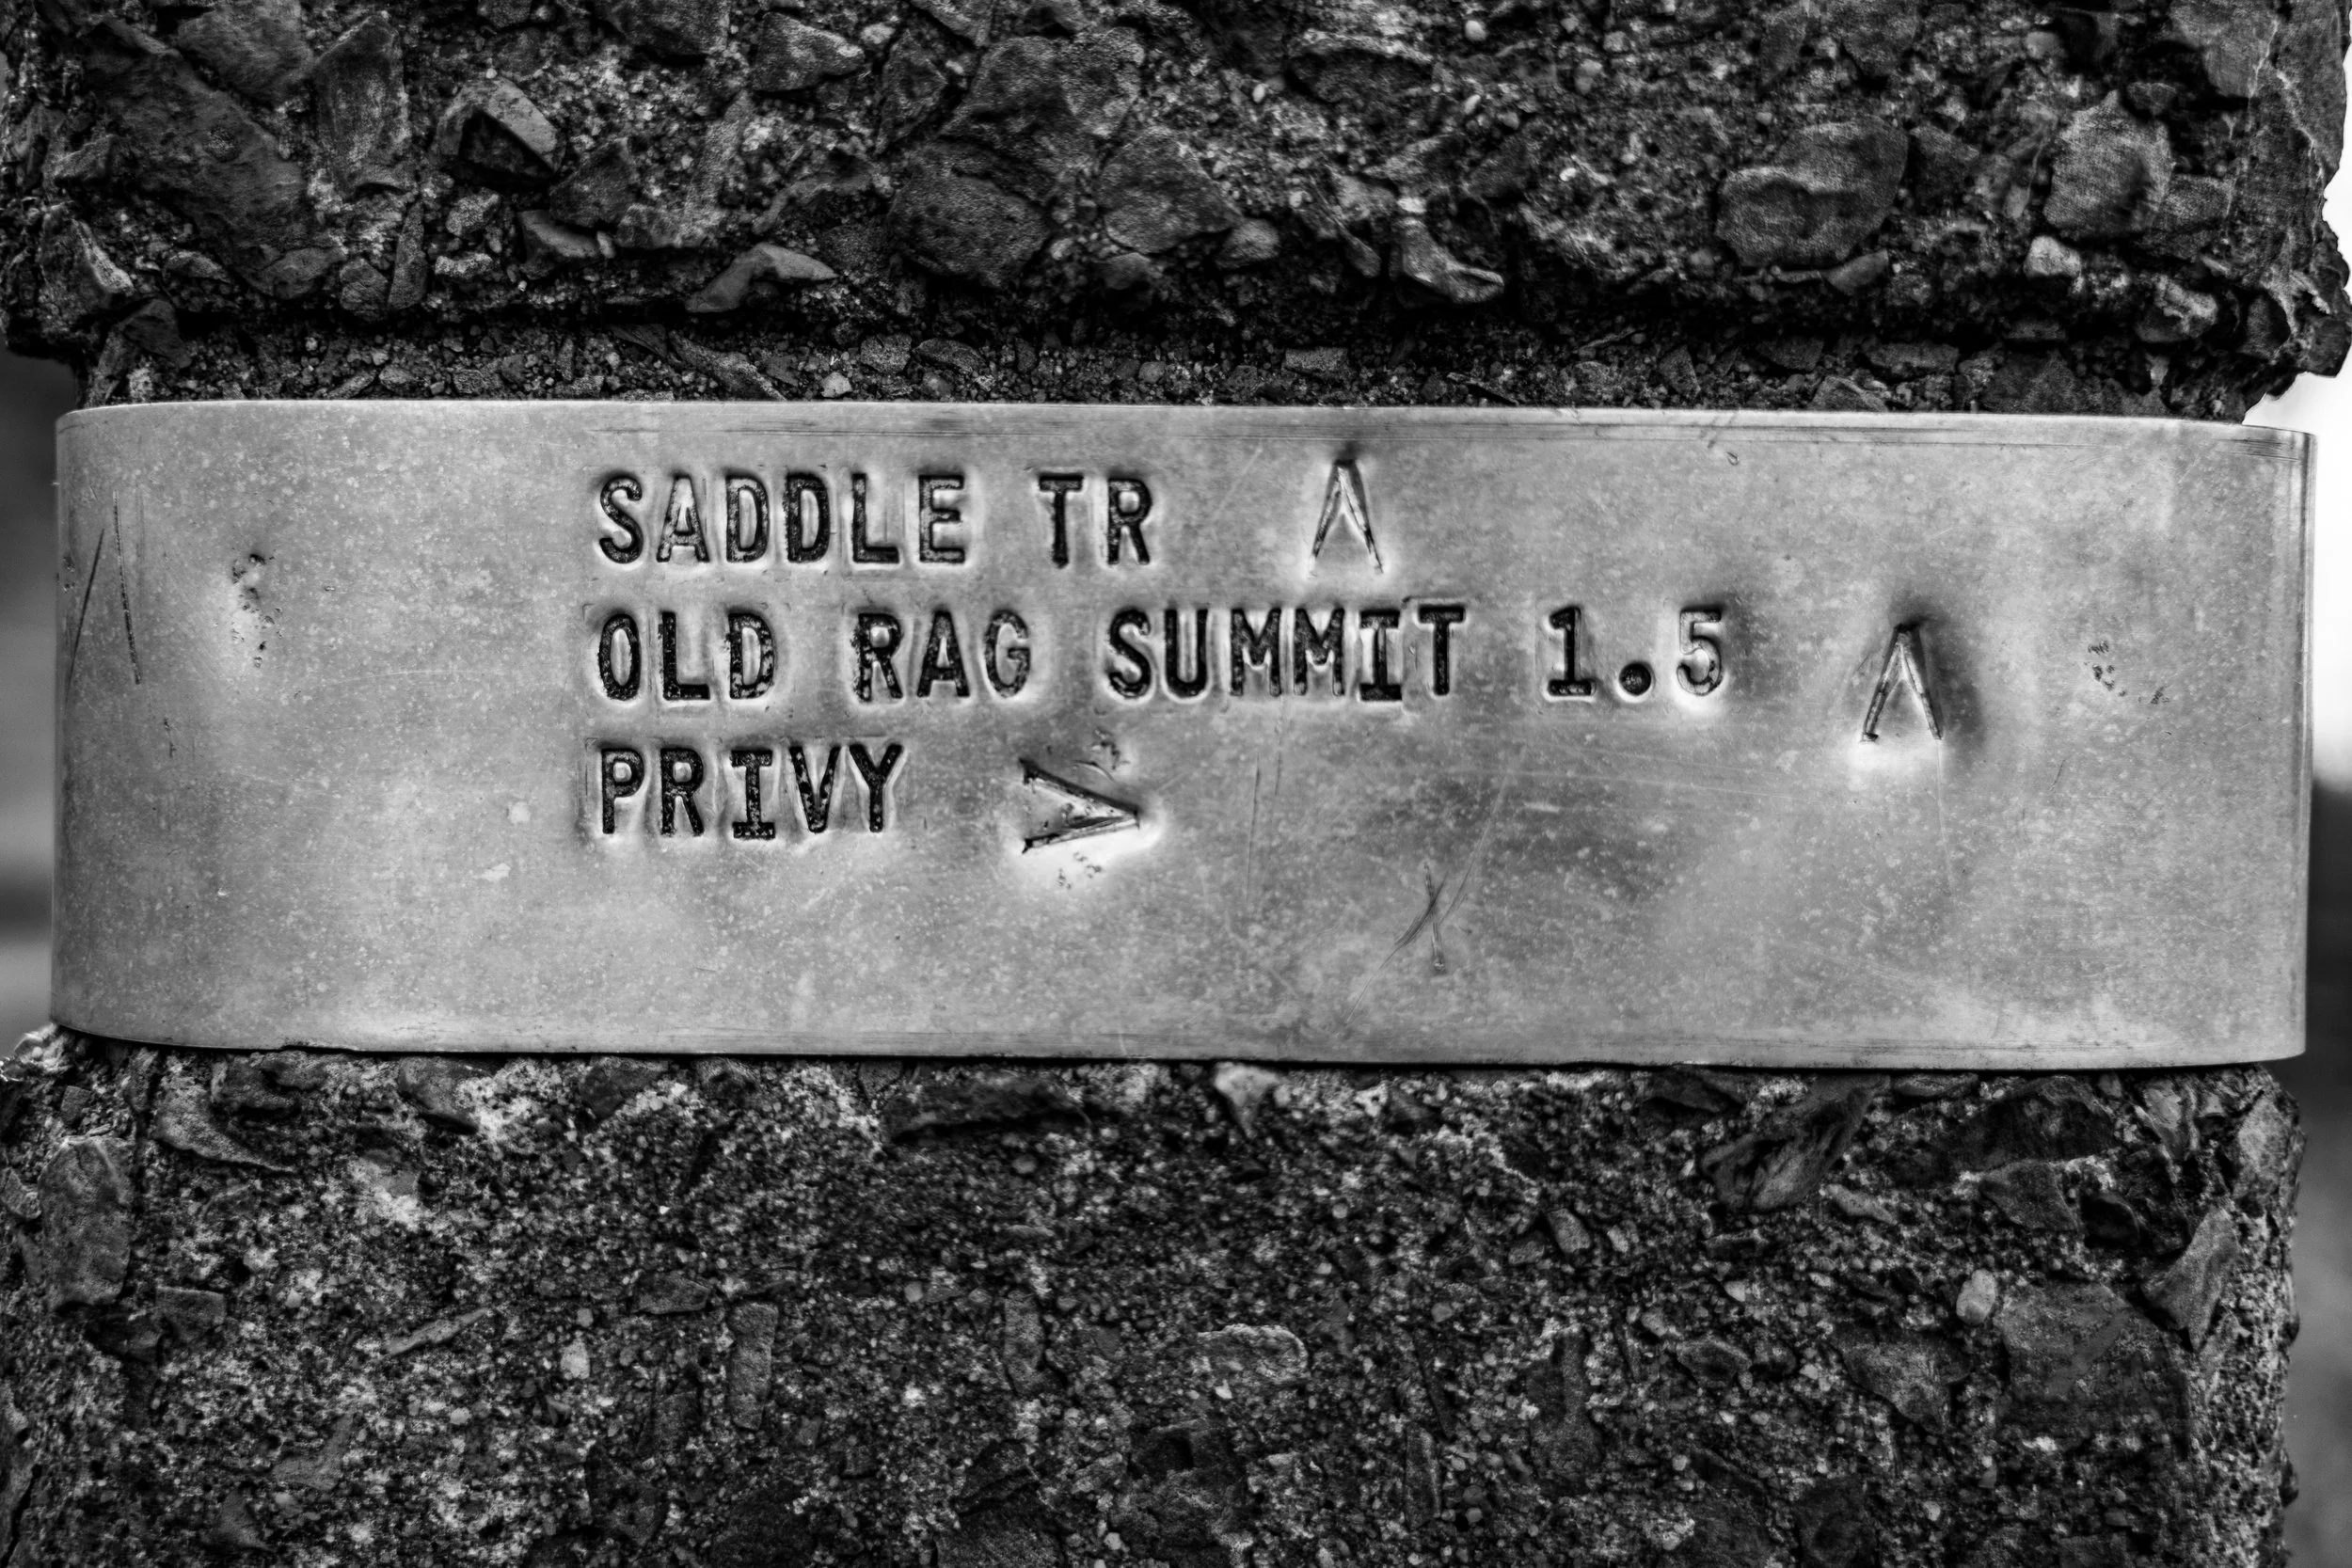 SADDLE TR ^
OLD RAG SUMMIT 1.5 ^
PRIVY >